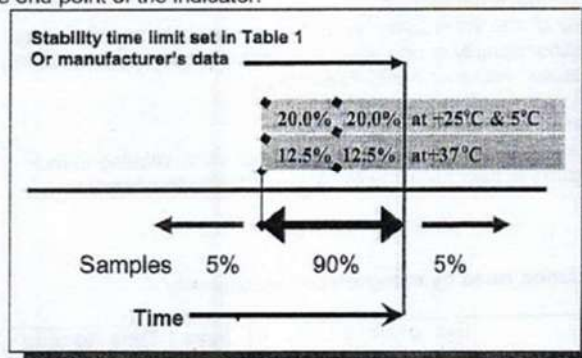 end point of the indicator.
Stability time limit set in Table 1
Or manufacturer's data
20.0% 20.0% at +25°C & 5°C
12.5% 12.5% at+37°C
Samples 5% 90% 5%
Time